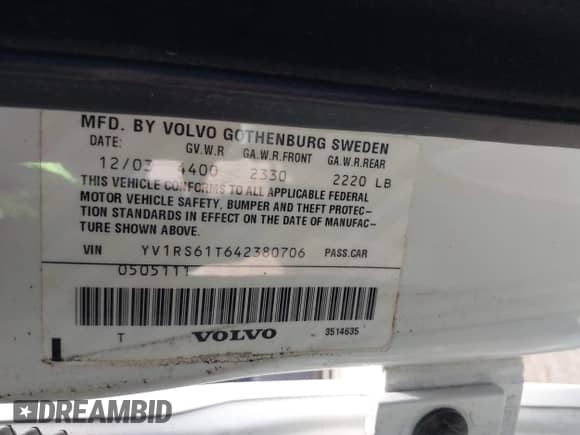 MFD. BY VOLVO GOTHENBURG SWEDEN
DATE: GV.W.R GA.W.R.FRONT GA.W.R.REAR
12/03 4400 2330 2220 LB
THIS VEHICLE CONFORMS TO ALL APPLICABLE FEDERAL
MOTOR VEHICLE SAFETY, BUMPER AND THEFT PROTEC-
TION STANDARDS IN EFFECT ON THE DATE OF MANUFAC-
TURE SHOWN ABOVE.
VIN YV1RS61T642380706 PASS.CAR
0505111
T VOLVO 3514635
DREAMBID